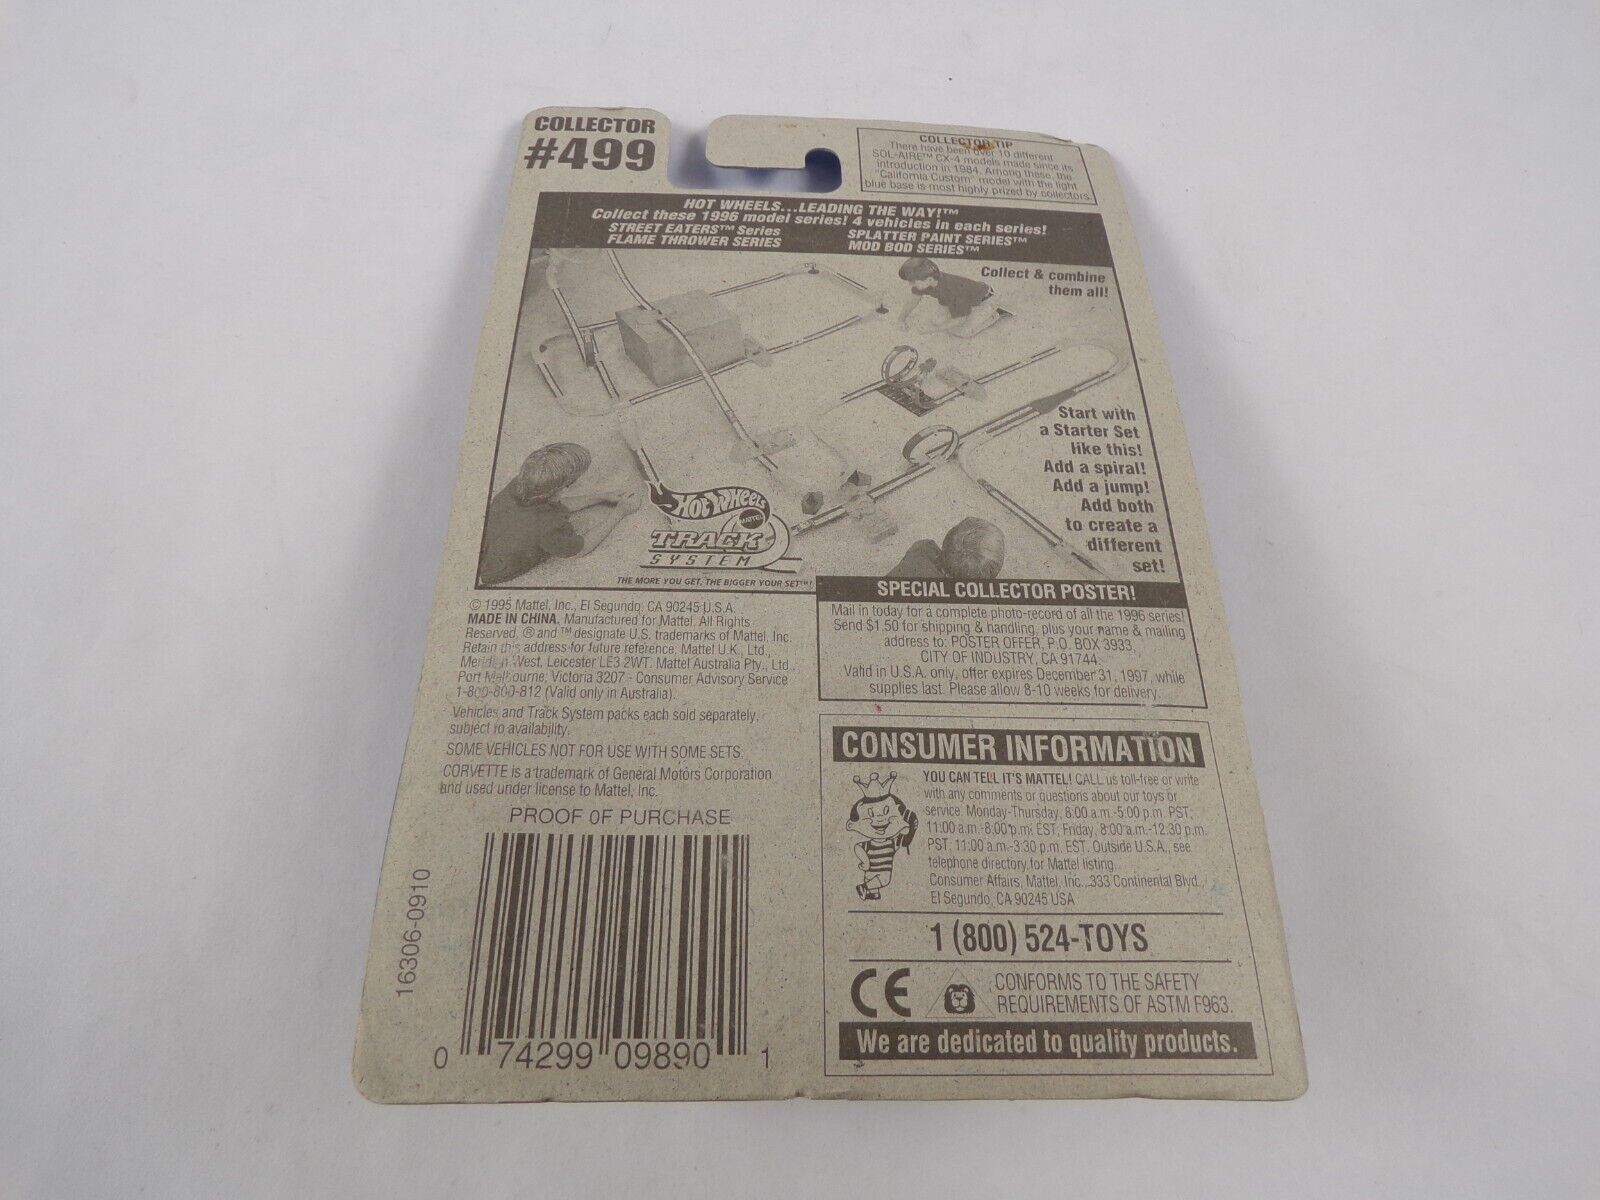 COLLECTOR
#499
COLLECTOR TIP
There have been over 10 different
SOL-AIRE™ CX-4 models made since its
introduction in 1984. Among these, the
"California Custom" model with the light
blue base is most highly prized by collectors.
HOT WHEELS...LEADING THE WAY!™
Collect these 1996 model series! 4 vehicles in each series!
STREET EATERS™ Series
FLAME THROWER SERIES
SPLATTER PAINT SERIES™
MOD BOD SERIES™
Collect & combine
them all!
Start with
a Starter Set
like this!
Add a spiral!
Add a jump!
Add both
to create a
different
set!
HOT WHEELS
MATTEL
TRACK
SYSTEM
THE MORE YOU GET, THE BIGGER YOUR SET™!
© 1995 Mattel, Inc., El Segundo, CA 90245 U.S.A.
MADE IN CHINA. Manufactured for Mattel. All Rights
Reserved. ® and ™ designate U.S. trademarks of Mattel, Inc.
Retain this address for future reference: Mattel U.K., Ltd.,
Meridian West, Leicester LE3 2WT. Mattel Australia Pty., Ltd.,
Port Melbourne, Victoria 3207 - Consumer Advisory Service
1-800-800-812 (Valid only in Australia).
Vehicles and Track System packs each sold separately,
subject to availability.
SOME VEHICLES NOT FOR USE WITH SOME SETS.
CORVETTE is a trademark of General Motors Corporation
and used under license to Mattel, Inc.
PROOF OF PURCHASE
16306-0910
0 74299 09890 1
SPECIAL COLLECTOR POSTER!
Mail in today for a complete photo-record of all the 1996 series!
Send $1.50 for shipping & handling, plus your name & mailing
address to: POSTER OFFER, P.O. BOX 3933,
CITY OF INDUSTRY, CA 91744.
Valid in U.S.A. only, offer expires December 31, 1997, while
supplies last. Please allow 8-10 weeks for delivery.
CONSUMER INFORMATION
YOU CAN TELL IT'S MATTEL! CALL us toll-free or write
with any comments or questions about our toys or
service. Monday-Thursday, 8:00 a.m.-5:00 p.m. PST;
11:00 a.m.-8:00 p.m. EST; Friday, 8:00 a.m.-12:30 p.m.
PST, 11:00 a.m.-3:30 p.m. EST. Outside U.S.A., see
telephone directory for Mattel listing.
Consumer Affairs, Mattel, Inc., 333 Continental Blvd.,
El Segundo, CA 90245 USA
1 (800) 524-TOYS
CE
CONFORMS TO THE SAFETY
REQUIREMENTS OF ASTM F963.
We are dedicated to quality products.